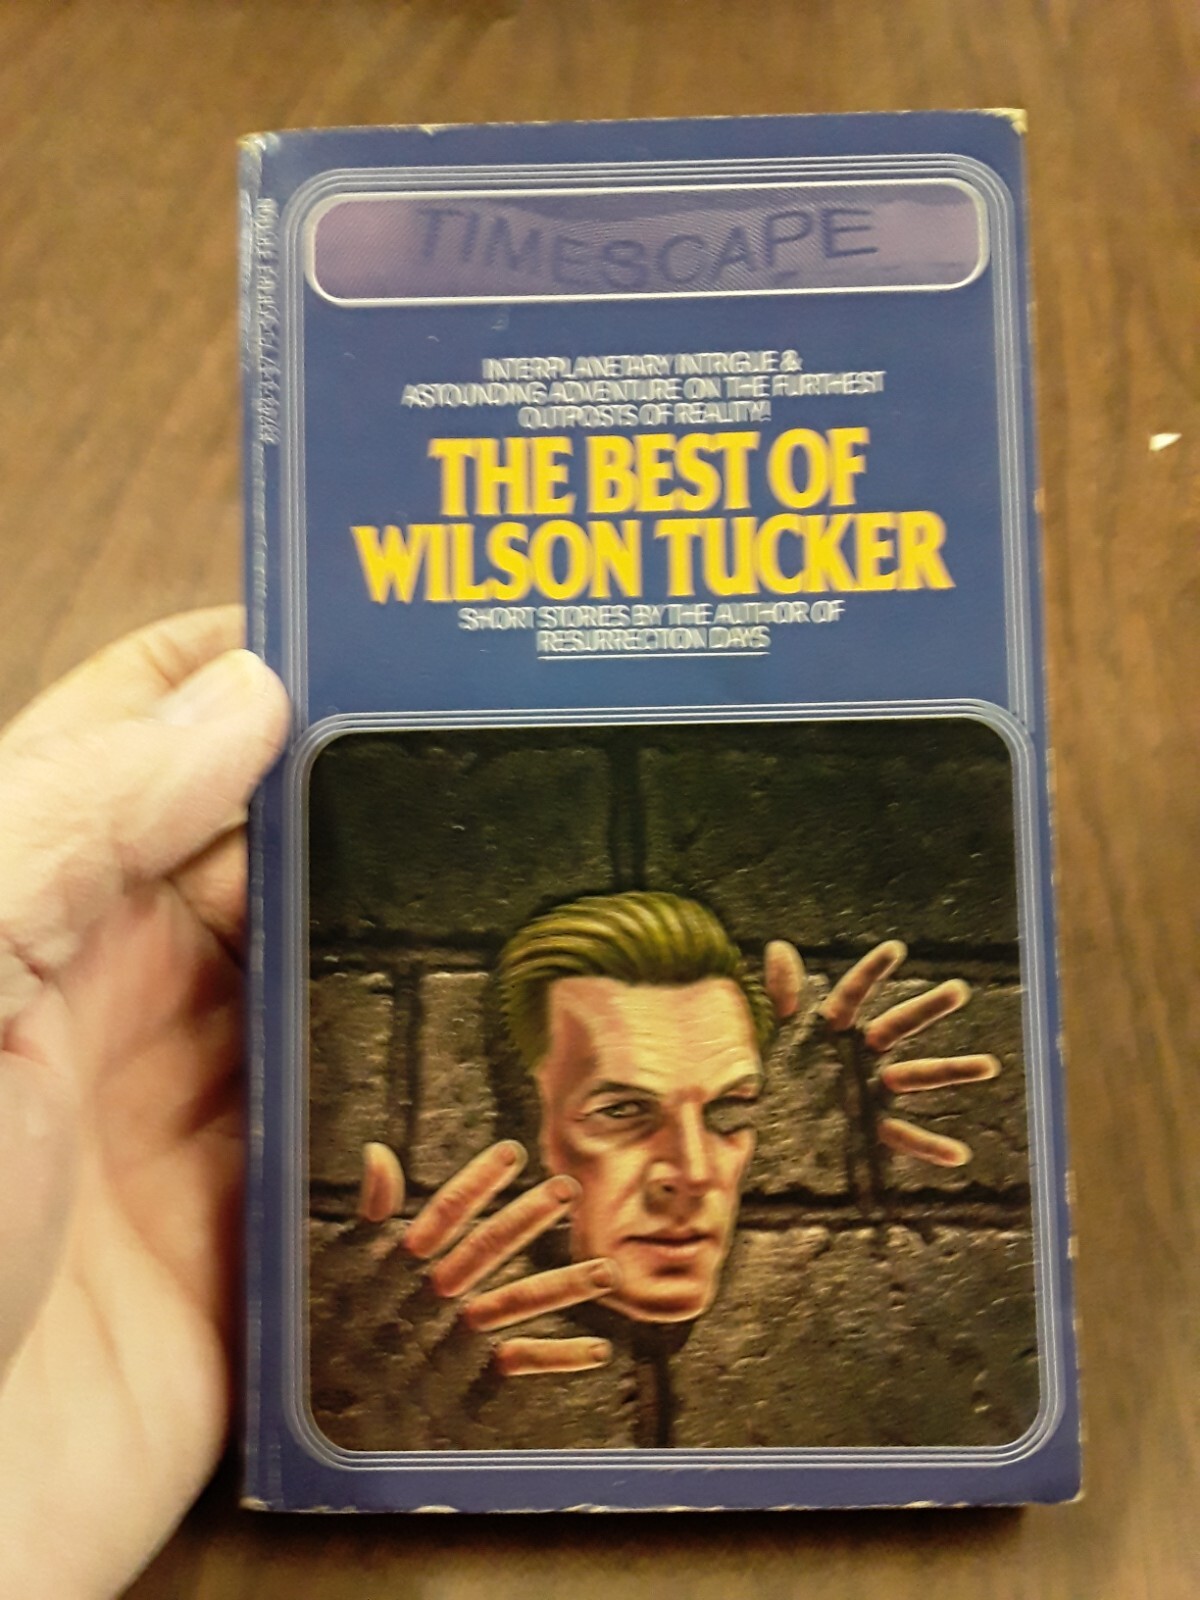 TIMESCAPE
INTERPLANETARY INTRIGUE &
ASTOUNDING ADVENTURE ON THE FURTHEST
OUTPOSTS OF REALITY!
THE BEST OF
WILSON TUCKER
SHORT STORIES BY THE AUTHOR OF
RESURRECTION DAYS